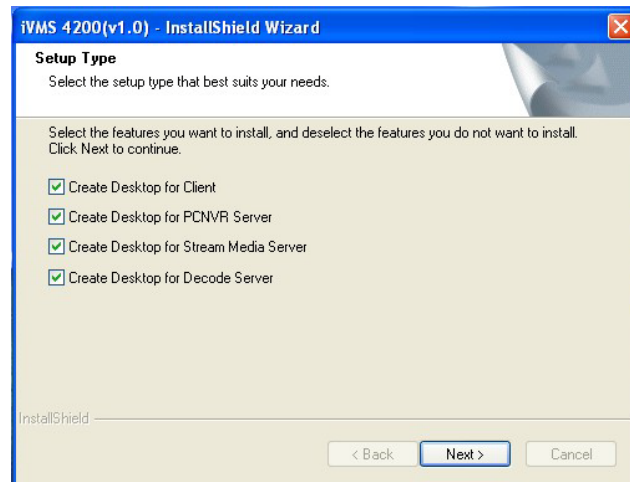 iVMS 4200(v1.0) - InstallShield Wizard
Setup Type
Select the setup type that best suits your needs.
Select the features you want to install, and deselect the features you do not want to install.
Click Next to continue.
Create Desktop for Client
Create Desktop for PCNVR Server
Create Desktop for Stream Media Server
Create Desktop for Decode Server
InstallShield
< Back
Next >
Cancel